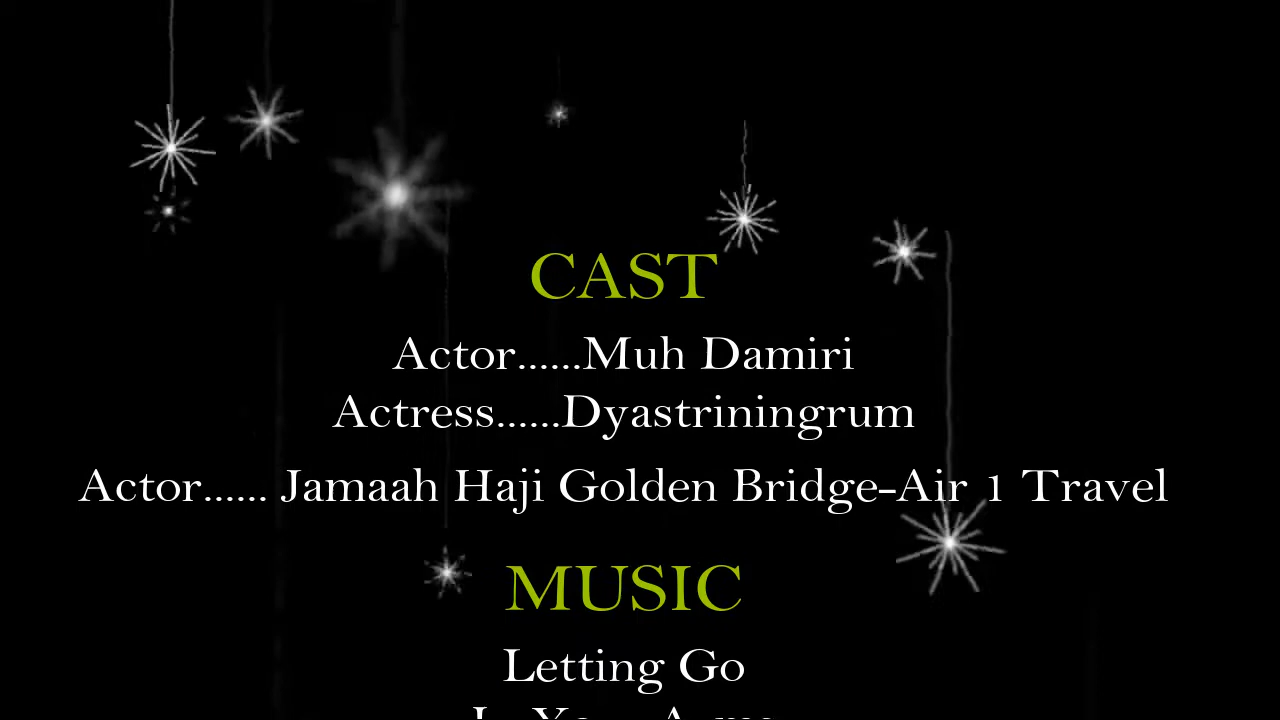 CAST
Actor......Muh Damiri
Actress......Dyastriningrum
Actor...... Jamaah Haji Golden Bridge-Air 1 Travel
MUSIC
Letting Go